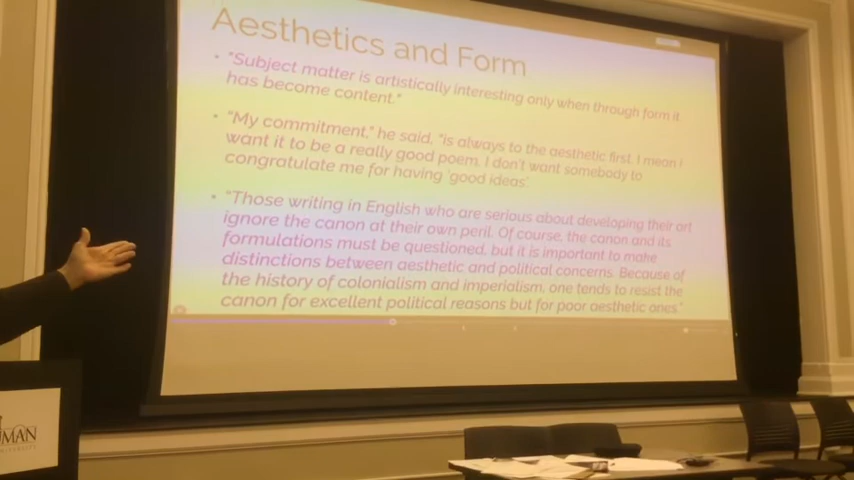 Aesthetics and Form
• "Subject matter is artistically interesting only when through form it
has become content."
• "My commitment," he said, "is always to the aesthetic first. I mean I
want it to be a really good poem. I don't want somebody to
congratulate me for having 'good ideas'.
• "Those writing in English who are serious about developing their art
ignore the canon at their own peril. Of course, the canon and its
formulations must be questioned, but it is important to make
distinctions between aesthetic and political concerns. Because of
the history of colonialism and imperialism, one tends to resist the
canon for excellent political reasons but for poor aesthetic ones."
UMAN